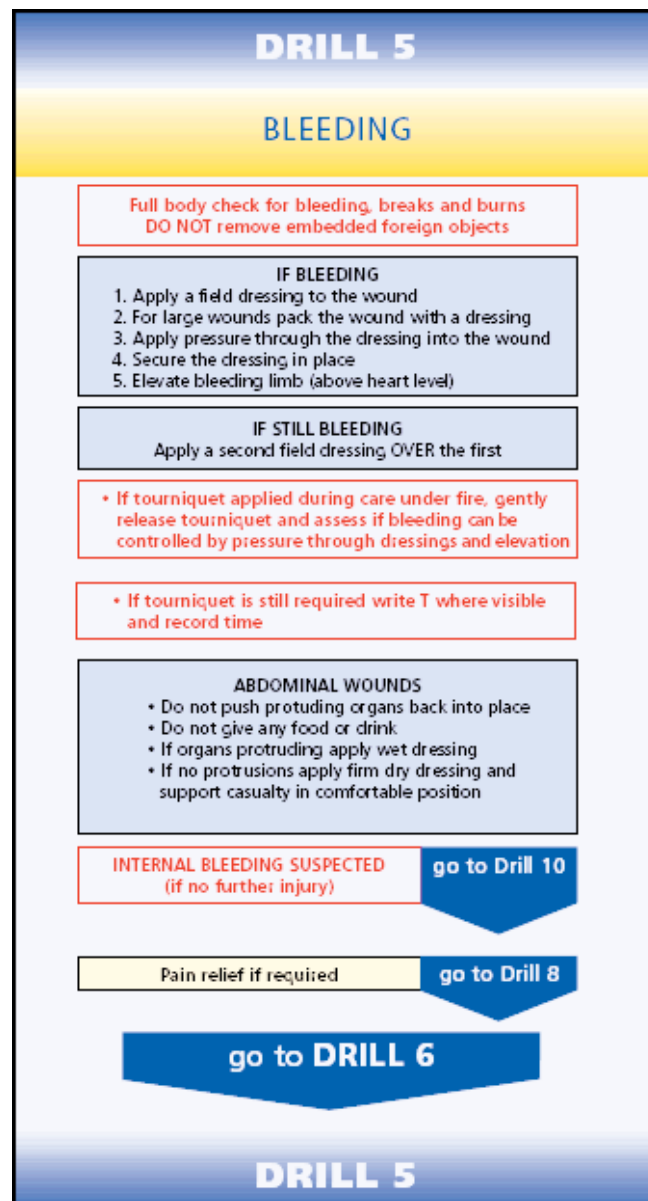 DRILL 5
BLEEDING
Full body check for bleeding, breaks and burns
DO NOT remove embedded foreign objects
IF BLEEDING
1. Apply a field dressing to the wound
2. For large wounds pack the wound with a dressing
3. Apply pressure through the dressing into the wound
4. Secure the dressing in place
5. Elevate bleeding limb (above heart level)
IF STILL BLEEDING
Apply a second field dressing OVER the first
• If tourniquet applied during care under fire, gently
release tourniquet and assess if bleeding can be
controlled by pressure through dressings and elevation
• If tourniquet is still required write T where visible
and record time
ABDOMINAL WOUNDS
• Do not push protuding organs back into place
• Do not give any food or drink
• If organs protruding apply wet dressing
• If no protrusions apply firm dry dressing and
support casualty in comfortable position
INTERNAL BLEEDING SUSPECTED
(if no further injury)
go to Drill 10
Pain relief if required
go to Drill 8
go to DRILL 6
DRILL 5